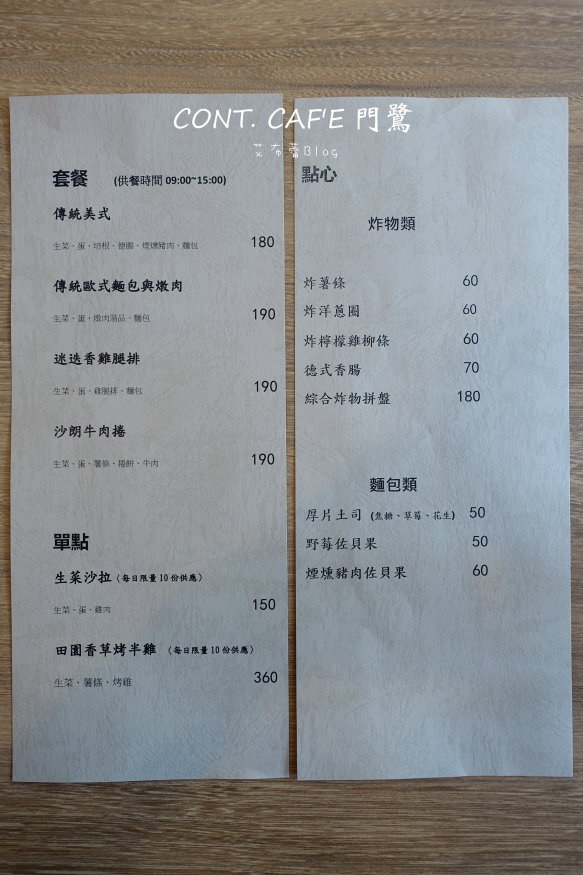 CONT. CAF'E 門鷺
艾布蕾Blog
套餐 (供餐時間 09:00~15:00)
傳統美式
生菜、蛋、培根、德腸、煙燻豬肉、麵包 180
傳統歐式麵包與燉肉
生菜、蛋、燉肉湯品、麵包 190
迷迭香雞腿排
生菜、蛋、雞腿排、麵包 190
沙朗牛肉捲
生菜、蛋、薯條、捲餅、牛肉 190
單點
生菜沙拉(每日限量10份供應)
生菜、蛋、雞肉 150
田園香草烤半雞 (每日限量10份供應)
生菜、薯條、烤雞 360
點心
炸物類
炸薯條 60
炸洋蔥圈 60
炸檸檬雞柳條 60
德式香腸 70
綜合炸物拼盤 180
麵包類
厚片土司 (焦糖、草莓、花生) 50
野莓佐貝果 50
煙燻豬肉佐貝果 60